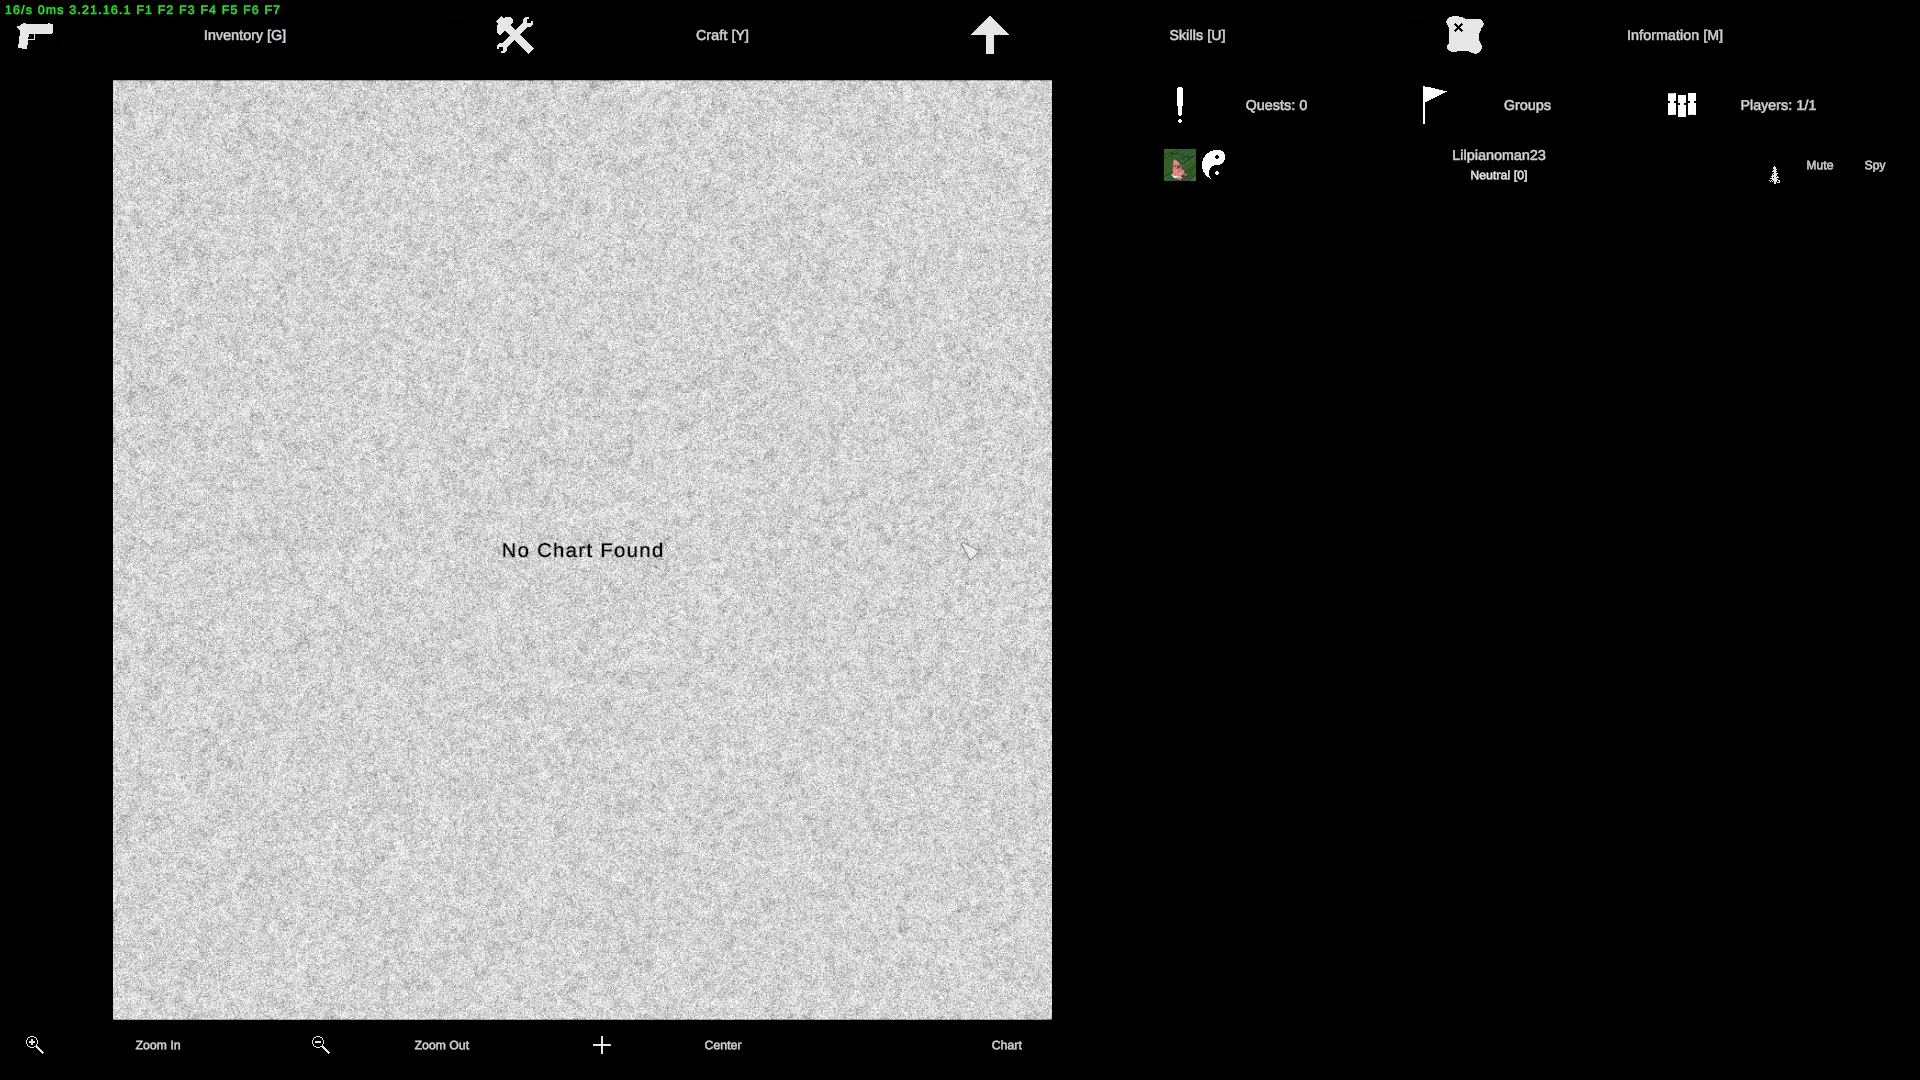 16/s 0ms 3.21.16.1 F1 F2 F3 F4 F5 F6 F7
Inventory [G]
Craft [Y]
Skills [U]
Information [M]
Quests: 0
Groups
Players: 1/1
Lilpianoman23
Neutral [0]
Mute
Spy
No Chart Found
Zoom In
Zoom Out
Center
Chart